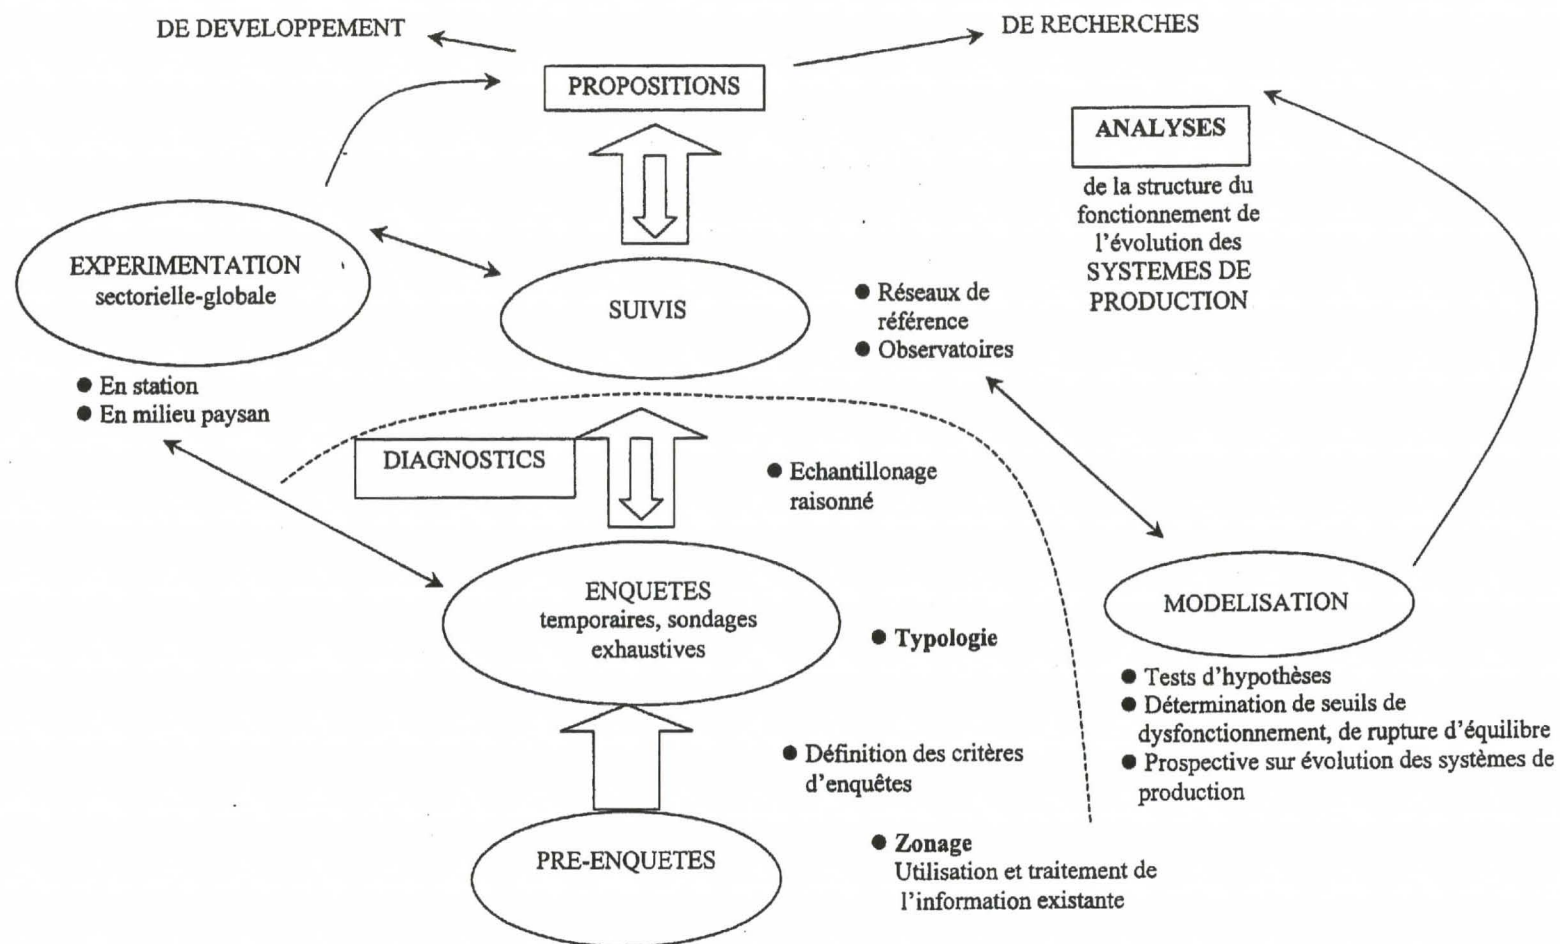 DE DEVELOPPEMENT
DE RECHERCHES
PROPOSITIONS
ANALYSES
de la structure du
fonctionnement de
l'évolution des
SYSTEMES DE
PRODUCTION
EXPERIMENTATION
sectorielle-globale
● En station
● En milieu paysan
SUIVIS
● Réseaux de
référence
● Observatoires
DIAGNOSTICS
● Echantillonage
raisonné
ENQUETES
temporaires, sondages
exhaustives
● Typologie
MODELISATION
● Tests d'hypothèses
● Détermination de seuils de
dysfonctionnement, de rupture d'équilibre
● Prospective sur évolution des systèmes de
production
● Définition des critères
d'enquêtes
PRE-ENQUETES
● Zonage
Utilisation et traitement de
l'information existante